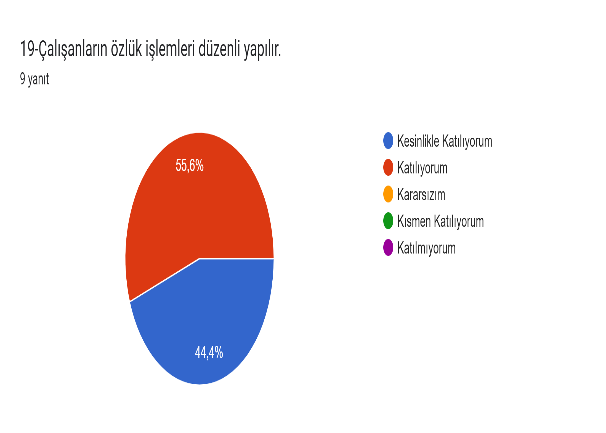 19-Çalışanların özlük işlemleri düzenli yapılır.
9 yanıt
55,6%
44,4%
Kesinlikle Katılıyorum
Katılıyorum
Kararsızım
Kısmen Katılıyorum
Katılmıyorum